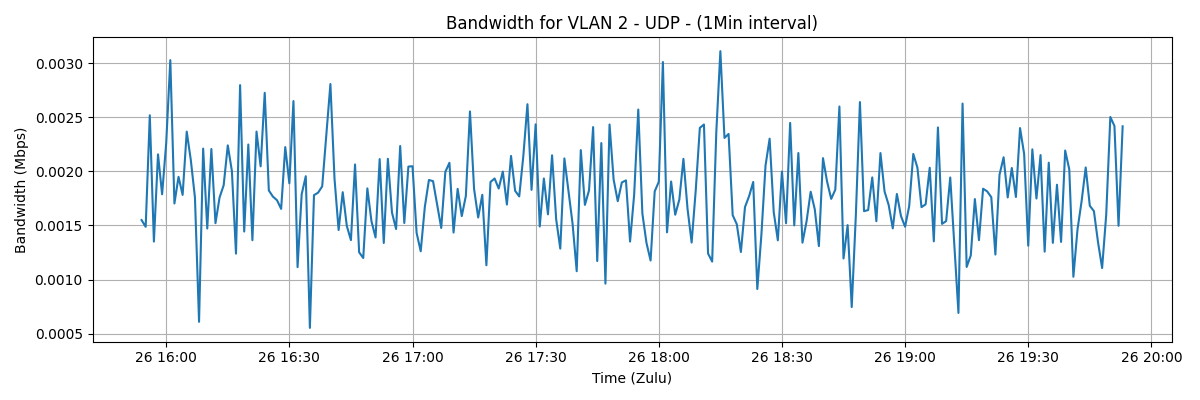 Bandwidth for VLAN 2 - UDP - (1Min interval)
Bandwidth (Mbps)
0.0030
0.0025
0.0020
0.0015
0.0010
0.0005
26 16:00 26 16:30 26 17:00 26 17:30 26 18:00 26 18:30 26 19:00 26 19:30 26 20:00
Time (Zulu)